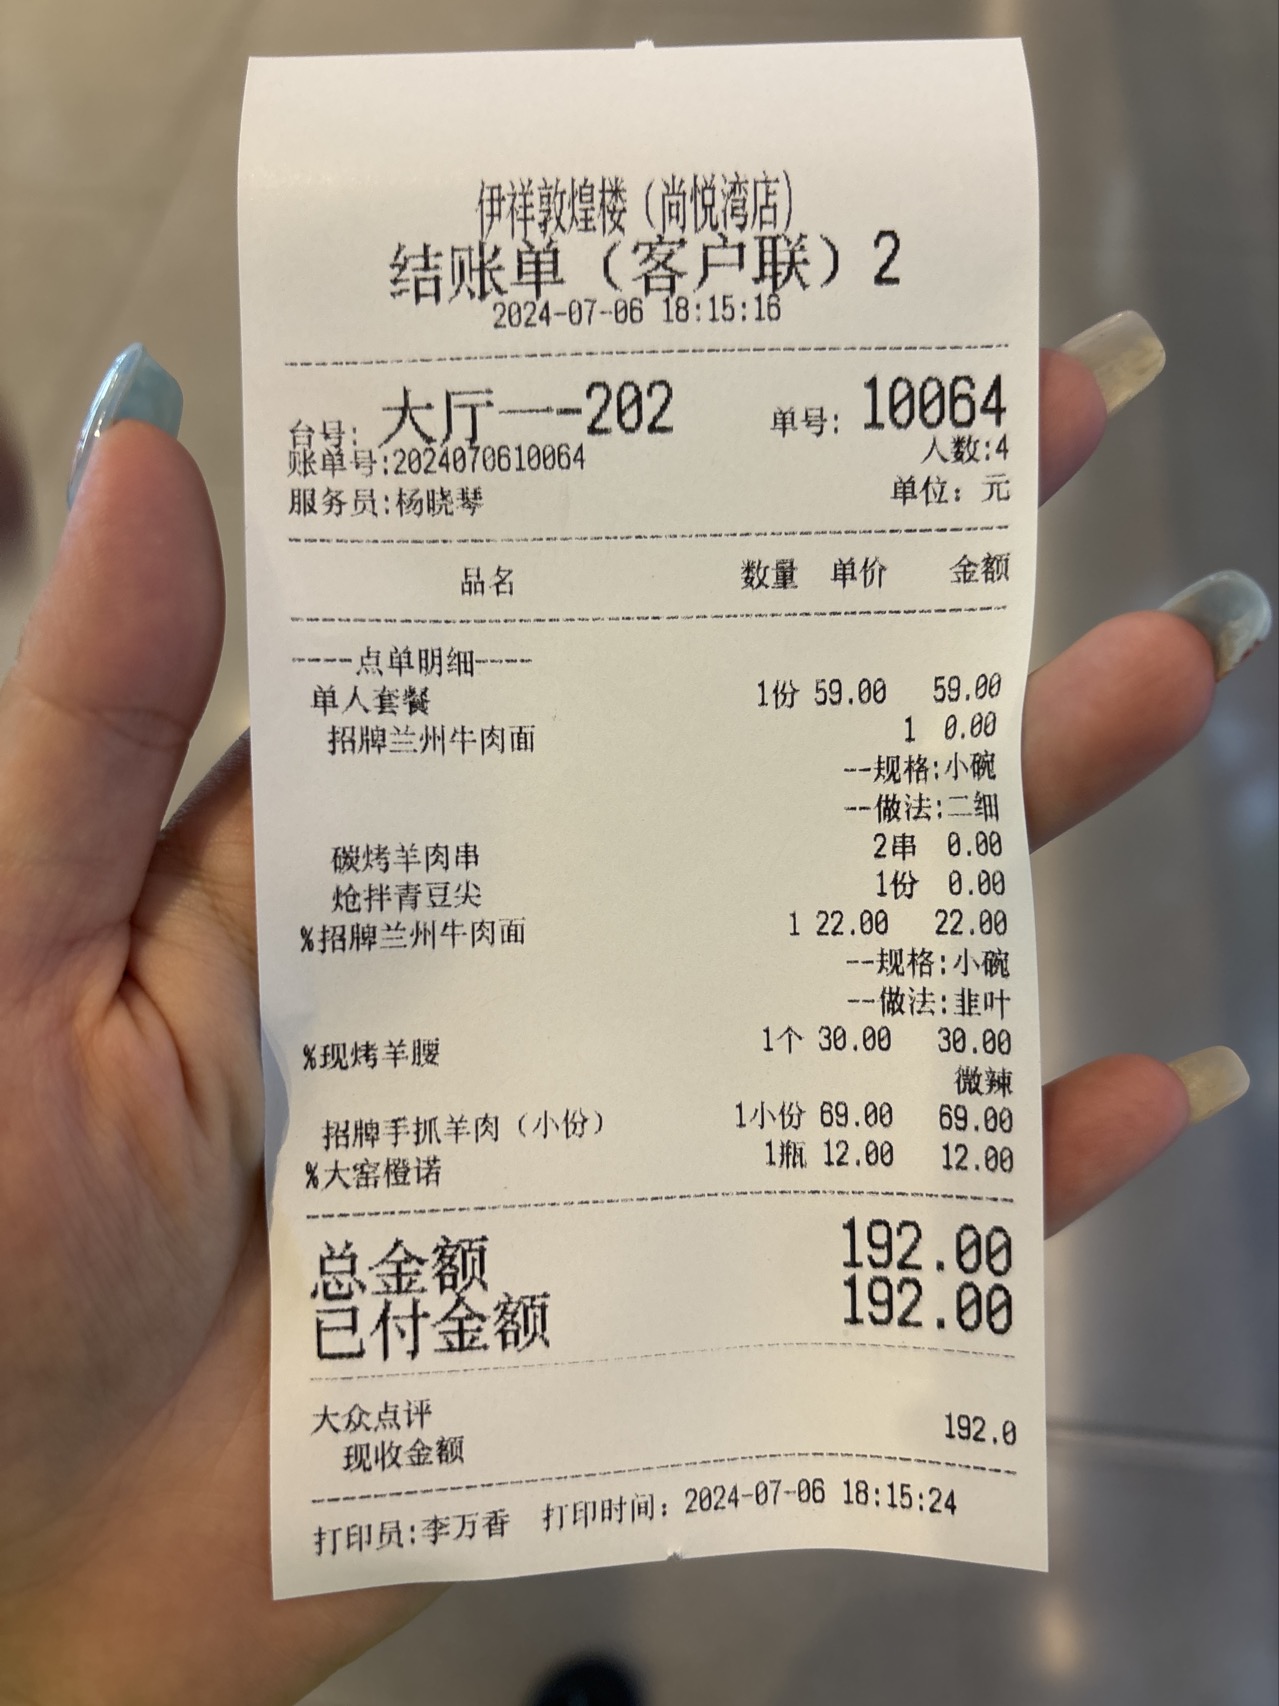 伊祥敦煌楼（尚悦湾店）
结账单（客户联）2
2024-07-06 18:15:16
台号: 大厅一-202 单号: 10064
账单号:2024070610064 人数:4
服务员:杨晓琴 单位: 元
品名 数量 单价 金额
----点单明细----
单人套餐 1份 59.00 59.00
招牌兰州牛肉面 1 0.00
--规格:小碗
--做法:二细
碳烤羊肉串 2串 0.00
炝拌青豆尖 1份 0.00
%招牌兰州牛肉面 1 22.00 22.00
--规格:小碗
--做法:韭叶
%现烤羊腰 1个 30.00 30.00
微辣
招牌手抓羊肉（小份） 1小份 69.00 69.00
%大窑橙诺 1瓶 12.00 12.00
总金额 192.00
已付金额 192.00
大众点评
现收金额 192.0
打印员:李万香 打印时间: 2024-07-06 18:15:24